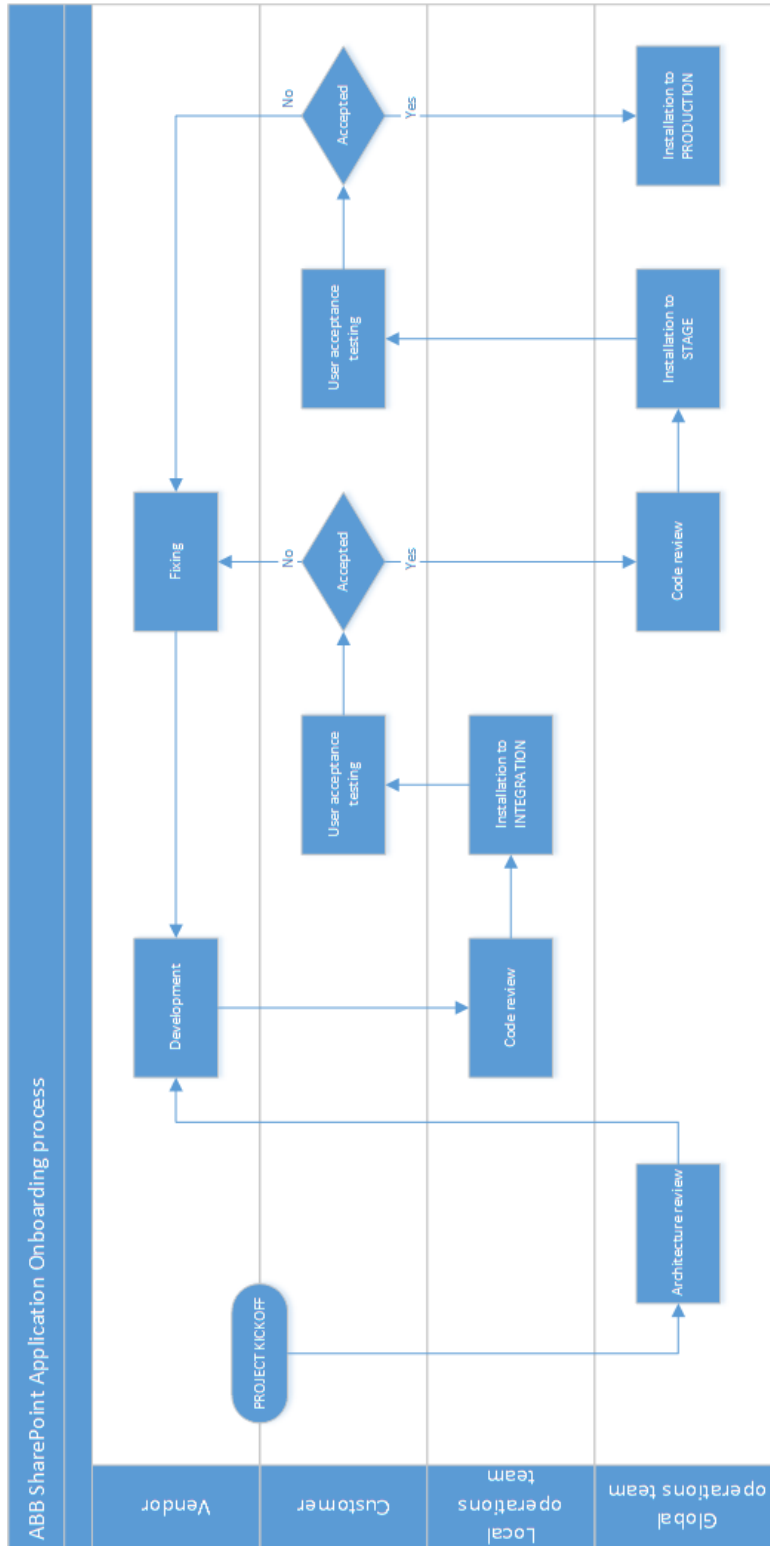 ABB SharePoint Application Onboarding process
Vendor
Customer
Local
operations
team
Global
operations team
PROJECT KICKOFF
Architecture review
Development
Code review
Installation to
INTEGRATION
User acceptance
testing
Accepted
No
Yes
Fixing
Code review
Installation to
STAGE
User acceptance
testing
Accepted
No
Yes
Installation to
PRODUCTION